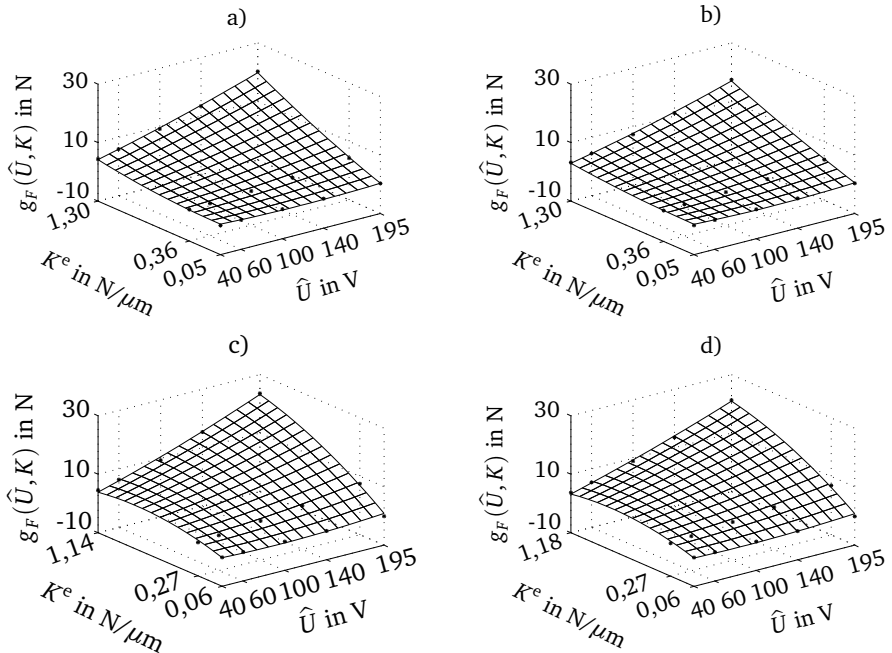 a)
30
10
-10
g_F(Û,K) in N
1,30
0,36
0,05
K^e in N/μm
40 60 100 140 195
Û in V
b)
30
10
-10
g_F(Û,K) in N
1,30
0,36
0,05
K^e in N/μm
40 60 100 140 195
Û in V
c)
30
10
-10
g_F(Û,K) in N
1,14
0,27
0,06
K^e in N/μm
40 60 100 140 195
Û in V
d)
30
10
-10
g_F(Û,K) in N
1,18
0,27
0,06
K^e in N/μm
40 60 100 140 195
Û in V